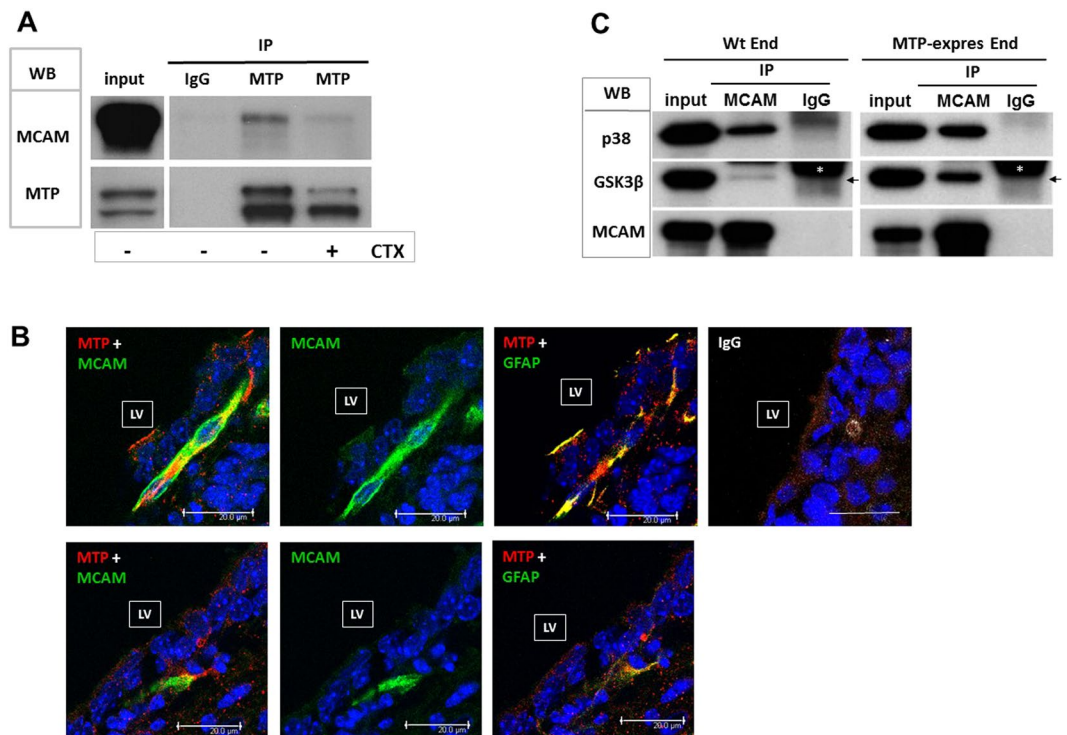 A
IP
WB
input
IgG
MTP
MTP
MCAM
MTP
-
-
-
+
CTX
C
Wt End
MTP-expres End
IP
IP
WB
input
MCAM
IgG
input
MCAM
IgG
p38
GSK3β
*
*
MCAM
B
MTP +
MCAM
LV
20.0 µm
MCAM
LV
20.0 µm
MTP +
GFAP
LV
20.0 µm
IgG
LV
MTP +
MCAM
LV
20.0 µm
MCAM
LV
20.0 µm
MTP +
GFAP
LV
20.0 µm